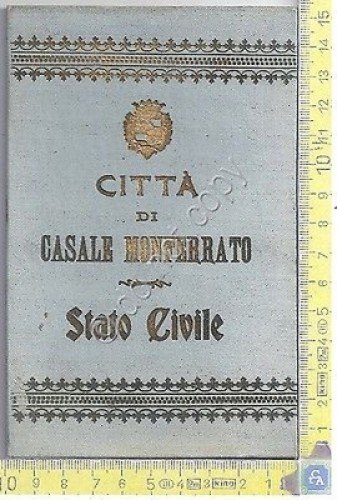 CITTÀ
DI
CASALE MONFERRATO
Stato Civile